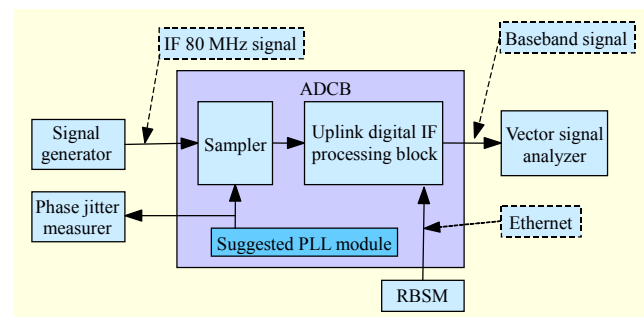 IF 80 MHz signal
Baseband signal
ADCB
Signal
generator
Sampler
Uplink digital IF
processing block
Vector signal
analyzer
Phase jitter
measurer
Suggested PLL module
Ethernet
RBSM